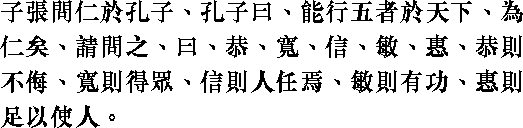 子張問仁於孔子、孔子曰、能行五者於天下、為
仁矣、請問之、曰、恭、寬、信、敏、惠、恭則
不侮、寬則得眾、信則人任焉、敏則有功、惠則
足以使人。